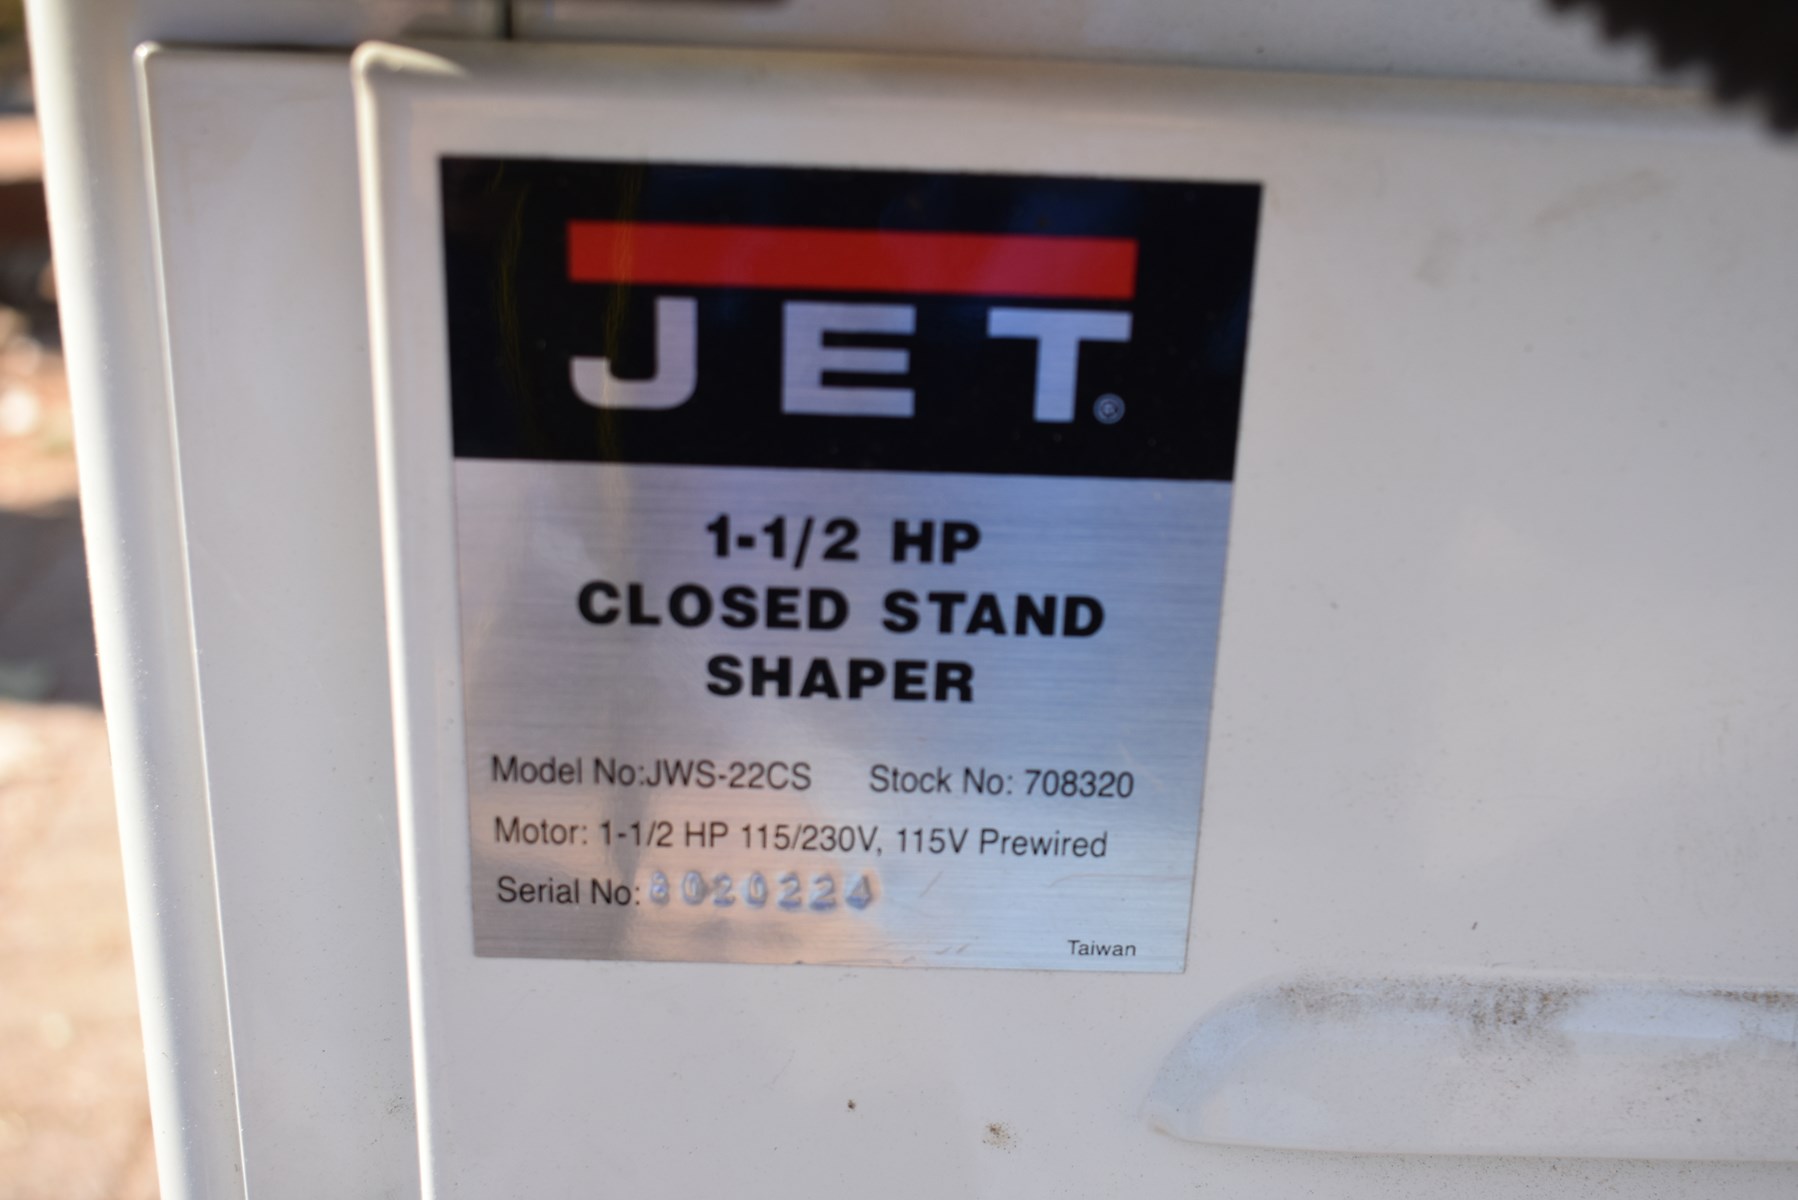 JET®
1-1/2 HP
CLOSED STAND
SHAPER
Model No:JWS-22CS Stock No: 708320
Motor: 1-1/2 HP 115/230V, 115V Prewired
Serial No: 8020224
Taiwan